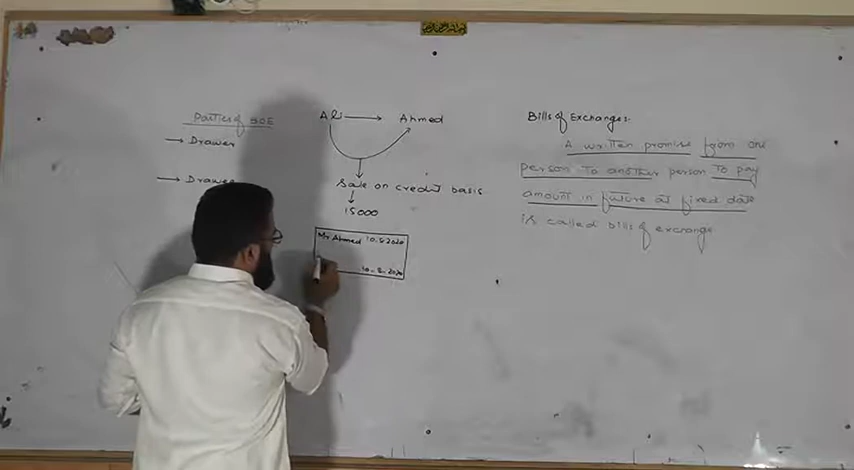 Parties of BOE
→ Drawer
→ Drawee
Ali → Ahmed
Sale on credit basis
15000
Mr Ahmed 10.5.2020
10-8-2020
Bills of Exchange:-
A written promise from one
person to another person to pay
amount in future at fixed date
is called bills of exchange